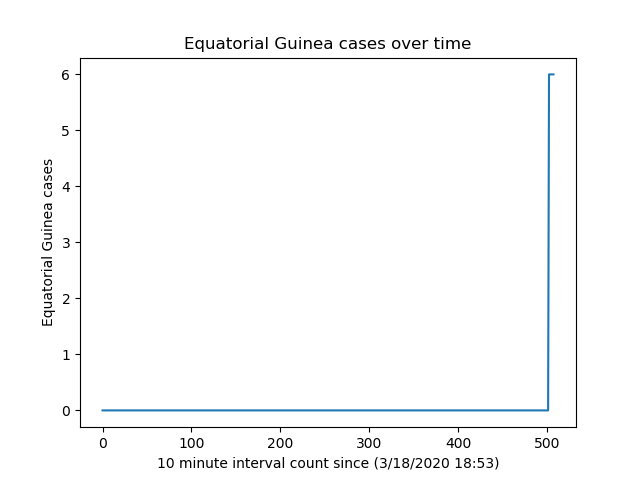 Equatorial Guinea cases over time
6
5
4
3
2
1
0
Equatorial Guinea cases
0 100 200 300 400 500
10 minute interval count since (3/18/2020 18:53)